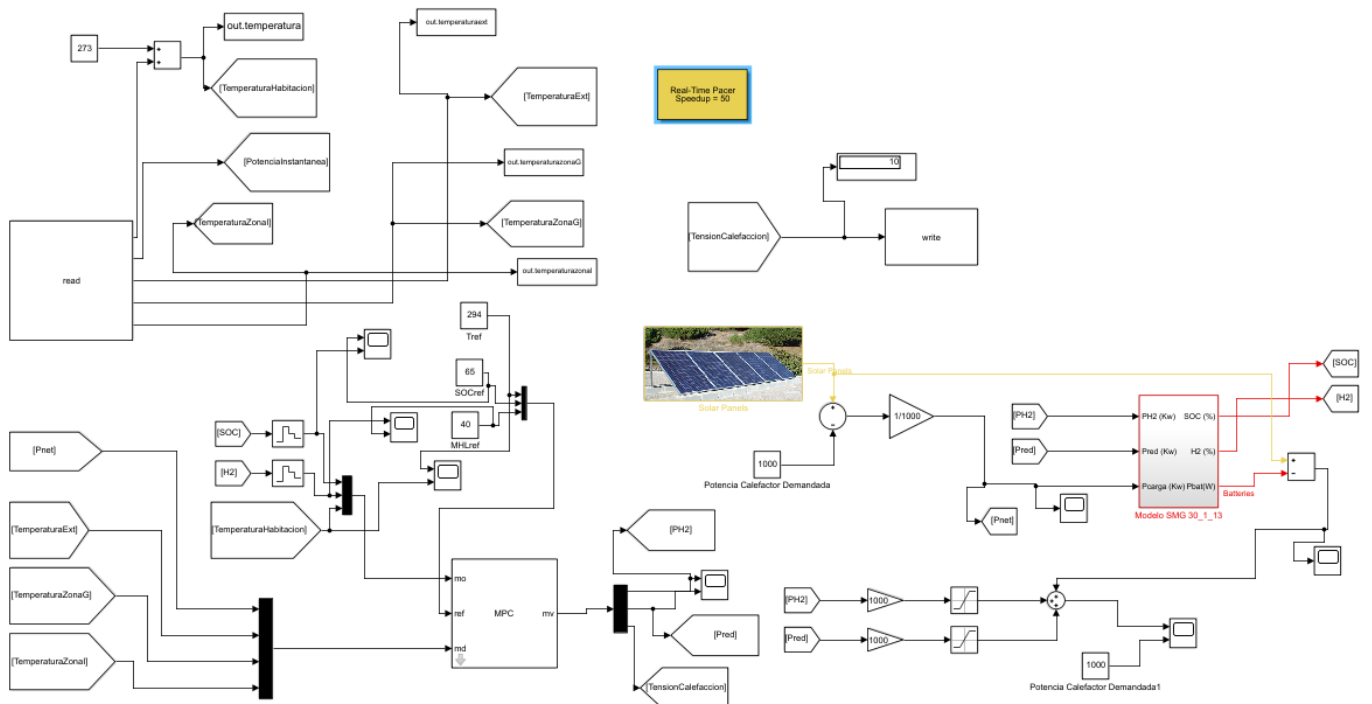 out.temperatura
273
[TemperaturaHabitacion]
out.temperaturaext
[TemperaturaExt]
[PotenciaInstantanea]
out.temperaturazonaG
[TemperaturaZonaI]
[TemperaturaZonaG]
out.temperaturazonaI
read
Real-Time Pacer
Speedup = 50
10
[TensionCalefaccion]
write
294
Tref
65
SOCref
40
MHLref
[SOC]
[H2]
[TemperaturaHabitacion]
[Pnet]
[TemperaturaExt]
[TemperaturaZonaG]
[TemperaturaZonaI]
mo
ref
md
MPC
mv
[PH2]
[Pred]
[TensionCalefaccion]
Solar Panels
Solar Panels
+
-
1/1000
1000
Potencia Calefactor Demandada
[Pnet]
[PH2]
[Pred]
PH2 (Kw)
SOC (%)
Pred (Kw)
H2 (%)
Pcarga (Kw)
Pbat(W)
Batteries
Modelo SMG 30_1_13
[SOC]
[H2]
+
-
[PH2]
1000
[Pred]
1000
1000
Potencia Calefactor Demandada1